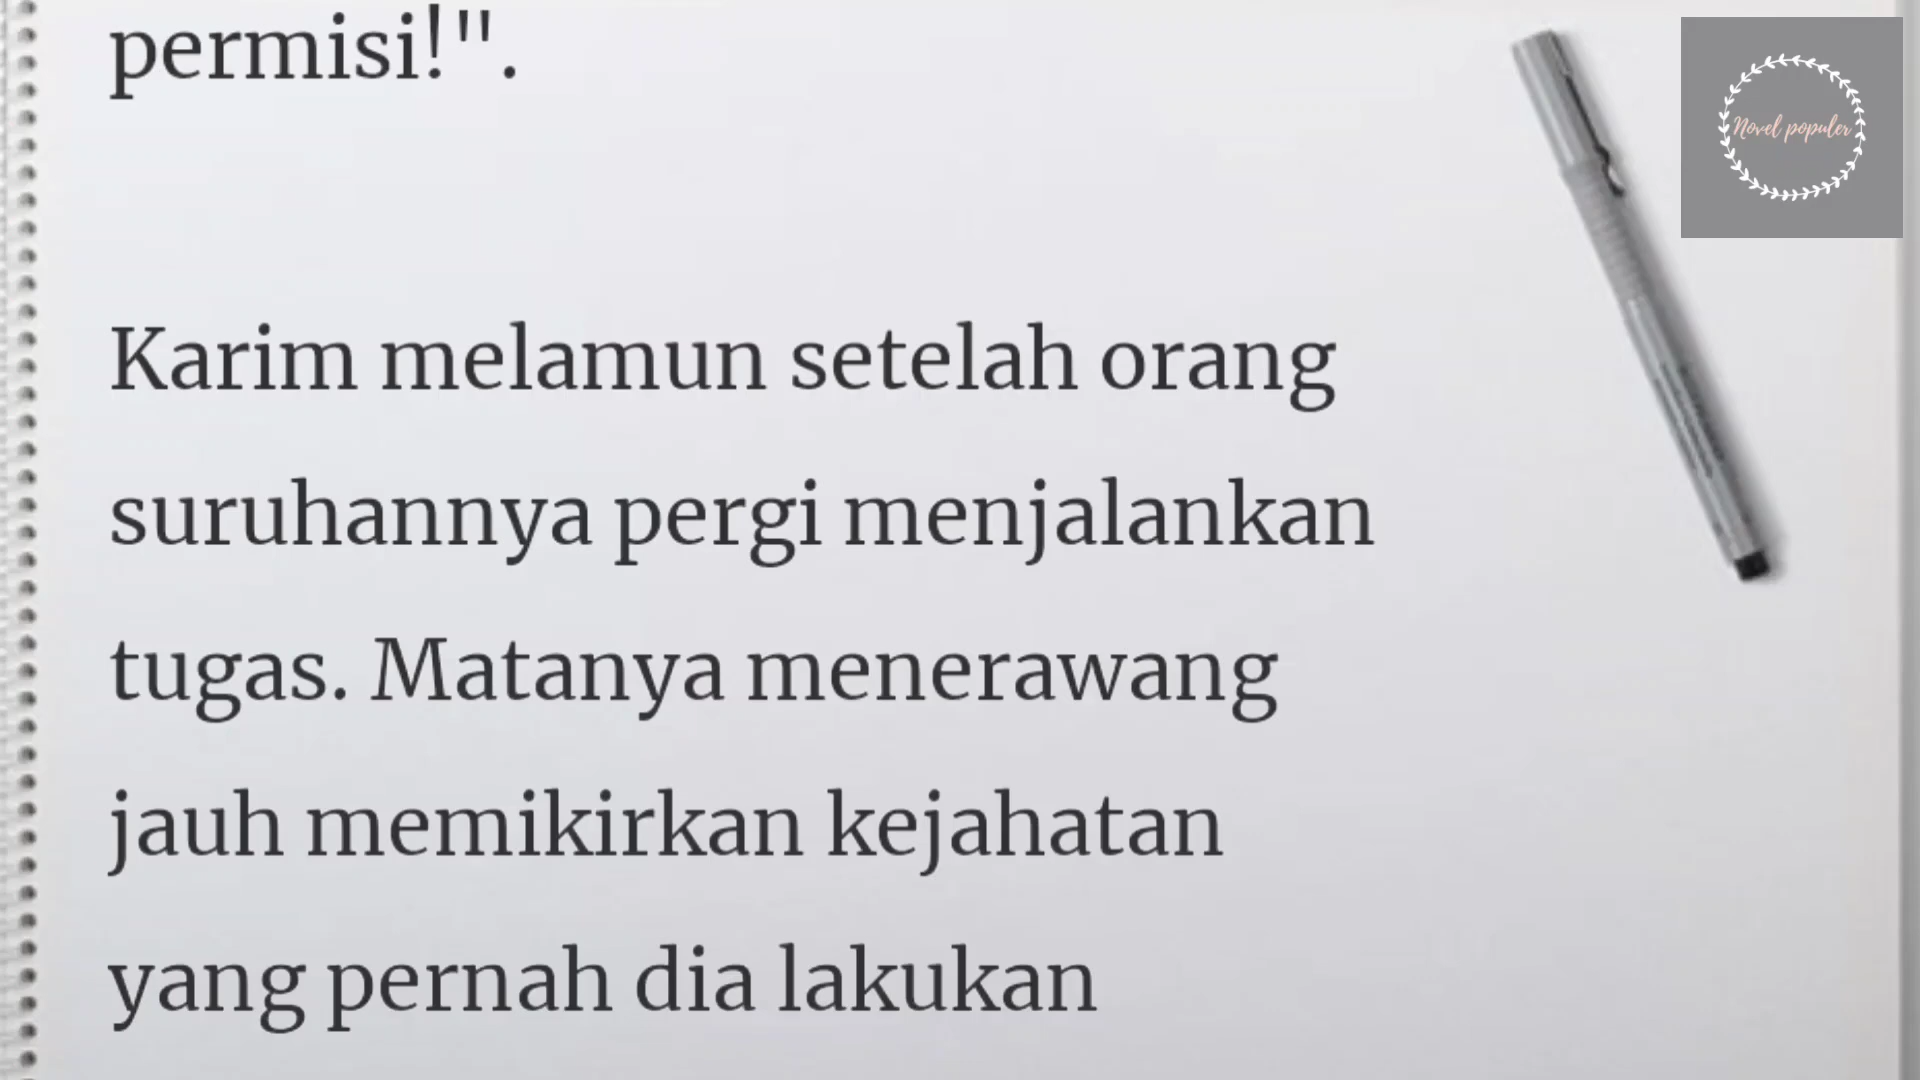 permisi!".
Novel populer
Karim melamun setelah orang
suruhannya pergi menjalankan
tugas. Matanya menerawang
jauh memikirkan kejahatan
yang pernah dia lakukan